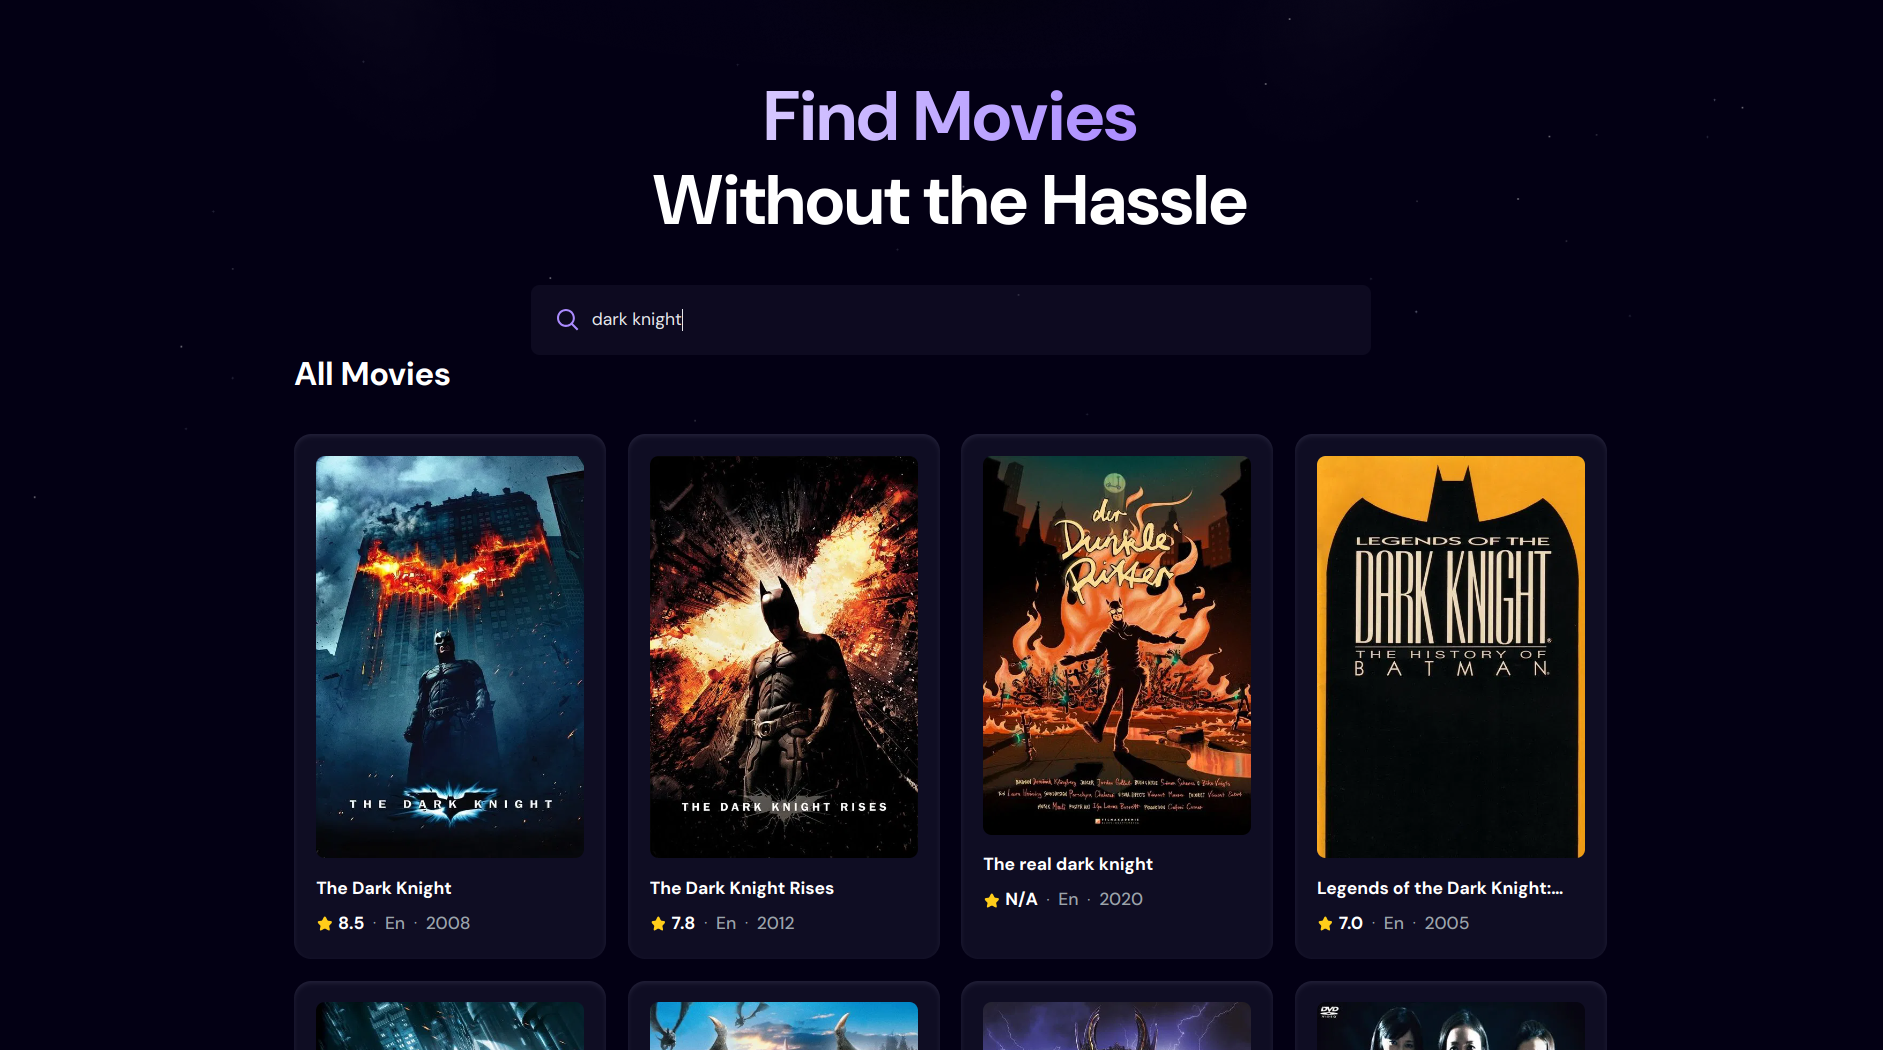 Find Movies
Without the Hassle
dark knight
All Movies
THE DARK KNIGHT
THE DARK KNIGHT RISES
der
Dunkle
Ritter
LEGENDS OF THE
DARK KNIGHT
THE HISTORY OF
BATMAN
The Dark Knight
8.5 · En · 2008
The Dark Knight Rises
7.8 · En · 2012
The real dark knight
N/A · En · 2020
Legends of the Dark Knight:...
7.0 · En · 2005
DVD
VIDEO